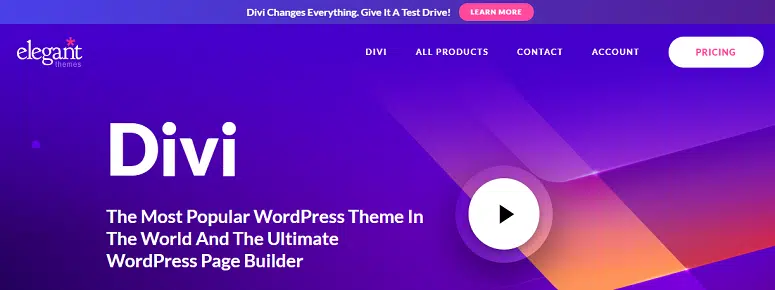 Divi Changes Everything. Give It A Test Drive! LEARN MORE
elegant themes
DIVI ALL PRODUCTS CONTACT ACCOUNT PRICING
Divi
The Most Popular WordPress Theme In
The World And The Ultimate
WordPress Page Builder